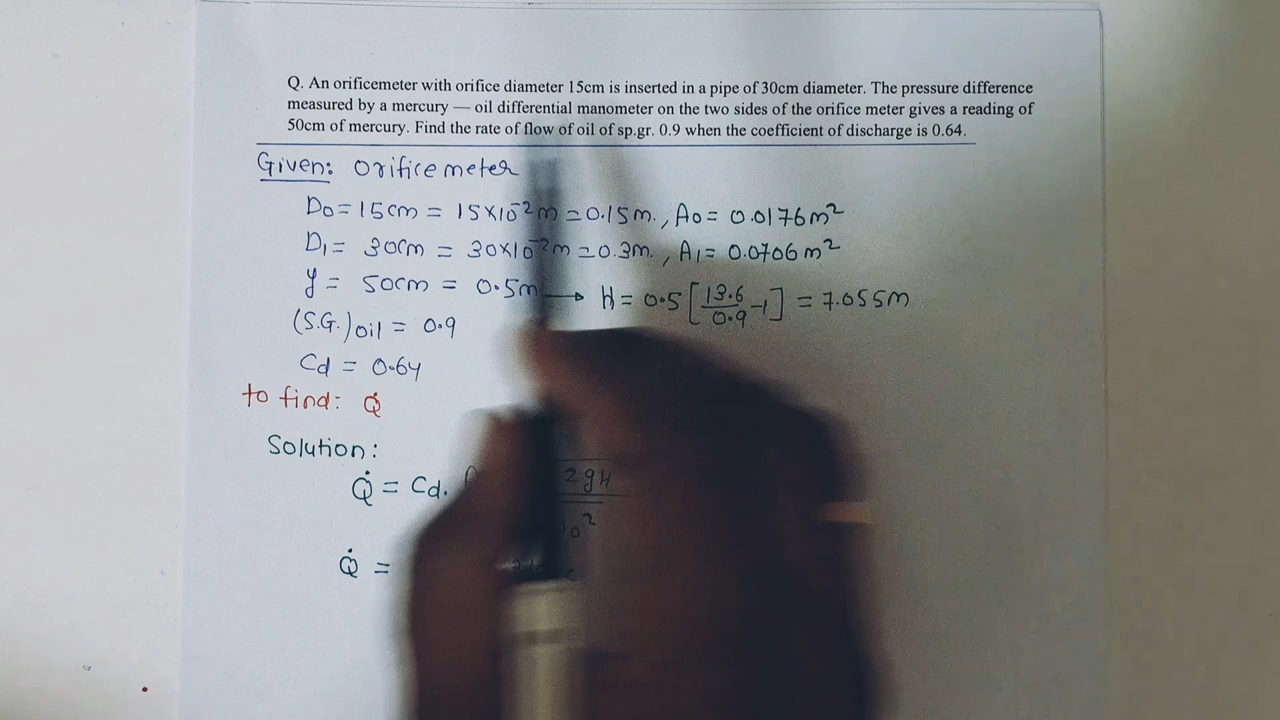 Q. An orificemeter with orifice diameter 15cm is inserted in a pipe of 30cm diameter. The pressure difference
measured by a mercury — oil differential manometer on the two sides of the orifice meter gives a reading of
50cm of mercury. Find the rate of flow of oil of sp.gr. 0.9 when the coefficient of discharge is 0.64.
Given: Orificemeter
D0 = 15cm = 15×10⁻²m = 0.15m., A0 = 0.0176m²
D1 = 30cm = 30×10⁻²m = 0.3m., A1 = 0.0706m²
y = 50cm = 0.5m → H = 0.5[13.6/0.9 -1] = 7.055m
(S.G.)oil = 0.9
Cd = 0.64
to find: Q̇
Solution:
Q̇ = Cd. 2gH
Q̇ =